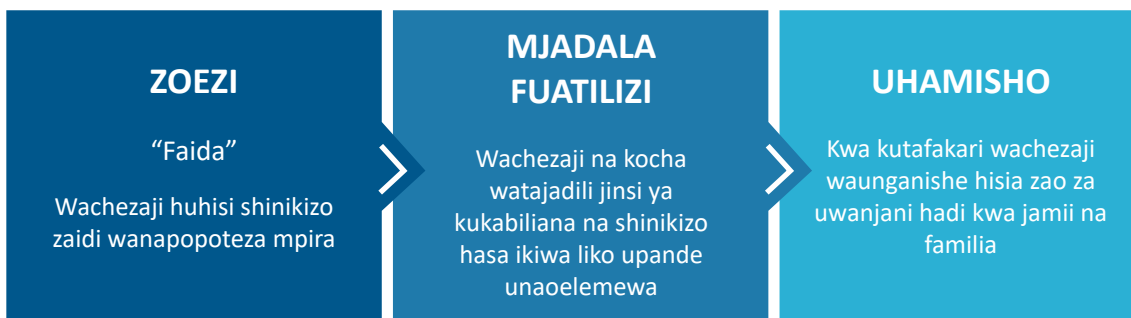 ZOEZI
“Faida”
Wachezaji huhisi shinikizo
zaidi wanapopoteza mpira
MJADALA
FUATILIZI
Wachezaji na kocha
watajadili jinsi ya
kukabiliana na shinikizo
hasa ikiwa liko upande
unaoelemewa
UHAMISHO
Kwa kutafakari wachezaji
waunganishe hisia zao za
uwanjani hadi kwa jamii na
familia